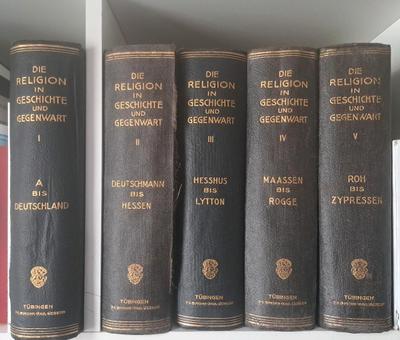 DIE
RELIGION
IN
GESCHICHTE
UND
GEGENWART
I
A
BIS
DEUTSCHLAND
TÜBINGEN
DIE
RELIGION
IN
GESCHICHTE
UND
GEGENWART
II
DEUTSCHMANN
BIS
HESSEN
TÜBINGEN
DIE
RELIGION
IN
GESCHICHTE
UND
GEGENWART
III
HESSHUS
BIS
LYTTON
TÜBINGEN
DIE
RELIGION
IN
GESCHICHTE
UND
GEGENWART
IV
MAASSEN
BIS
ROGGE
TÜBINGEN
DIE
RELIGION
IN
GESCHICHTE
UND
GEGENWART
V
ROH
BIS
ZYPRESSEN
TÜBINGEN